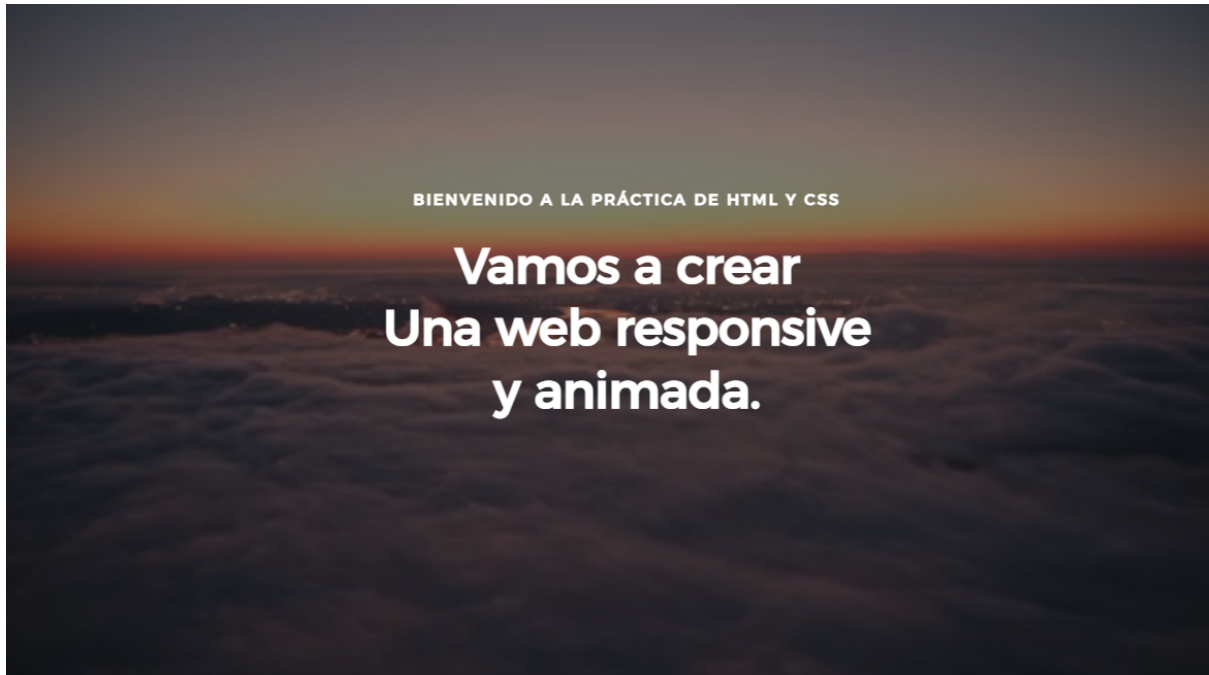 BIENVENIDO A LA PRÁCTICA DE HTML Y CSS
Vamos a crear
Una web responsive
y animada.